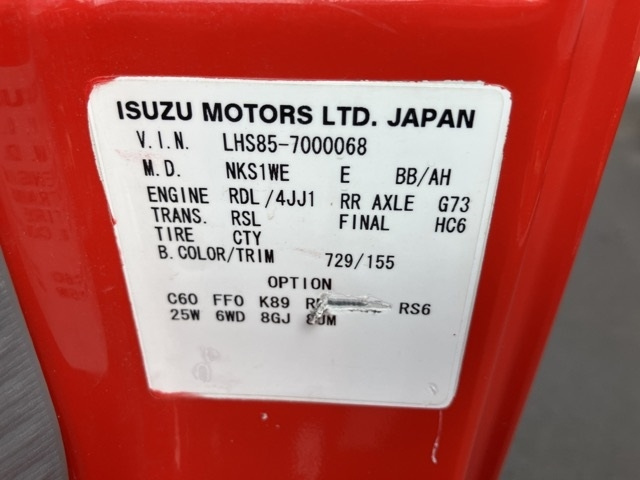 ISUZU MOTORS LTD. JAPAN
V.I.N. LHS85-7000068
M.D. NKS1WE E BB/AH
ENGINE RDL/4JJ1 RR AXLE G73
TRANS. RSL FINAL HC6
TIRE CTY
B.COLOR/TRIM 729/155
OPTION
C60 FF0 K89 RS6
25W 6WD 8GJ